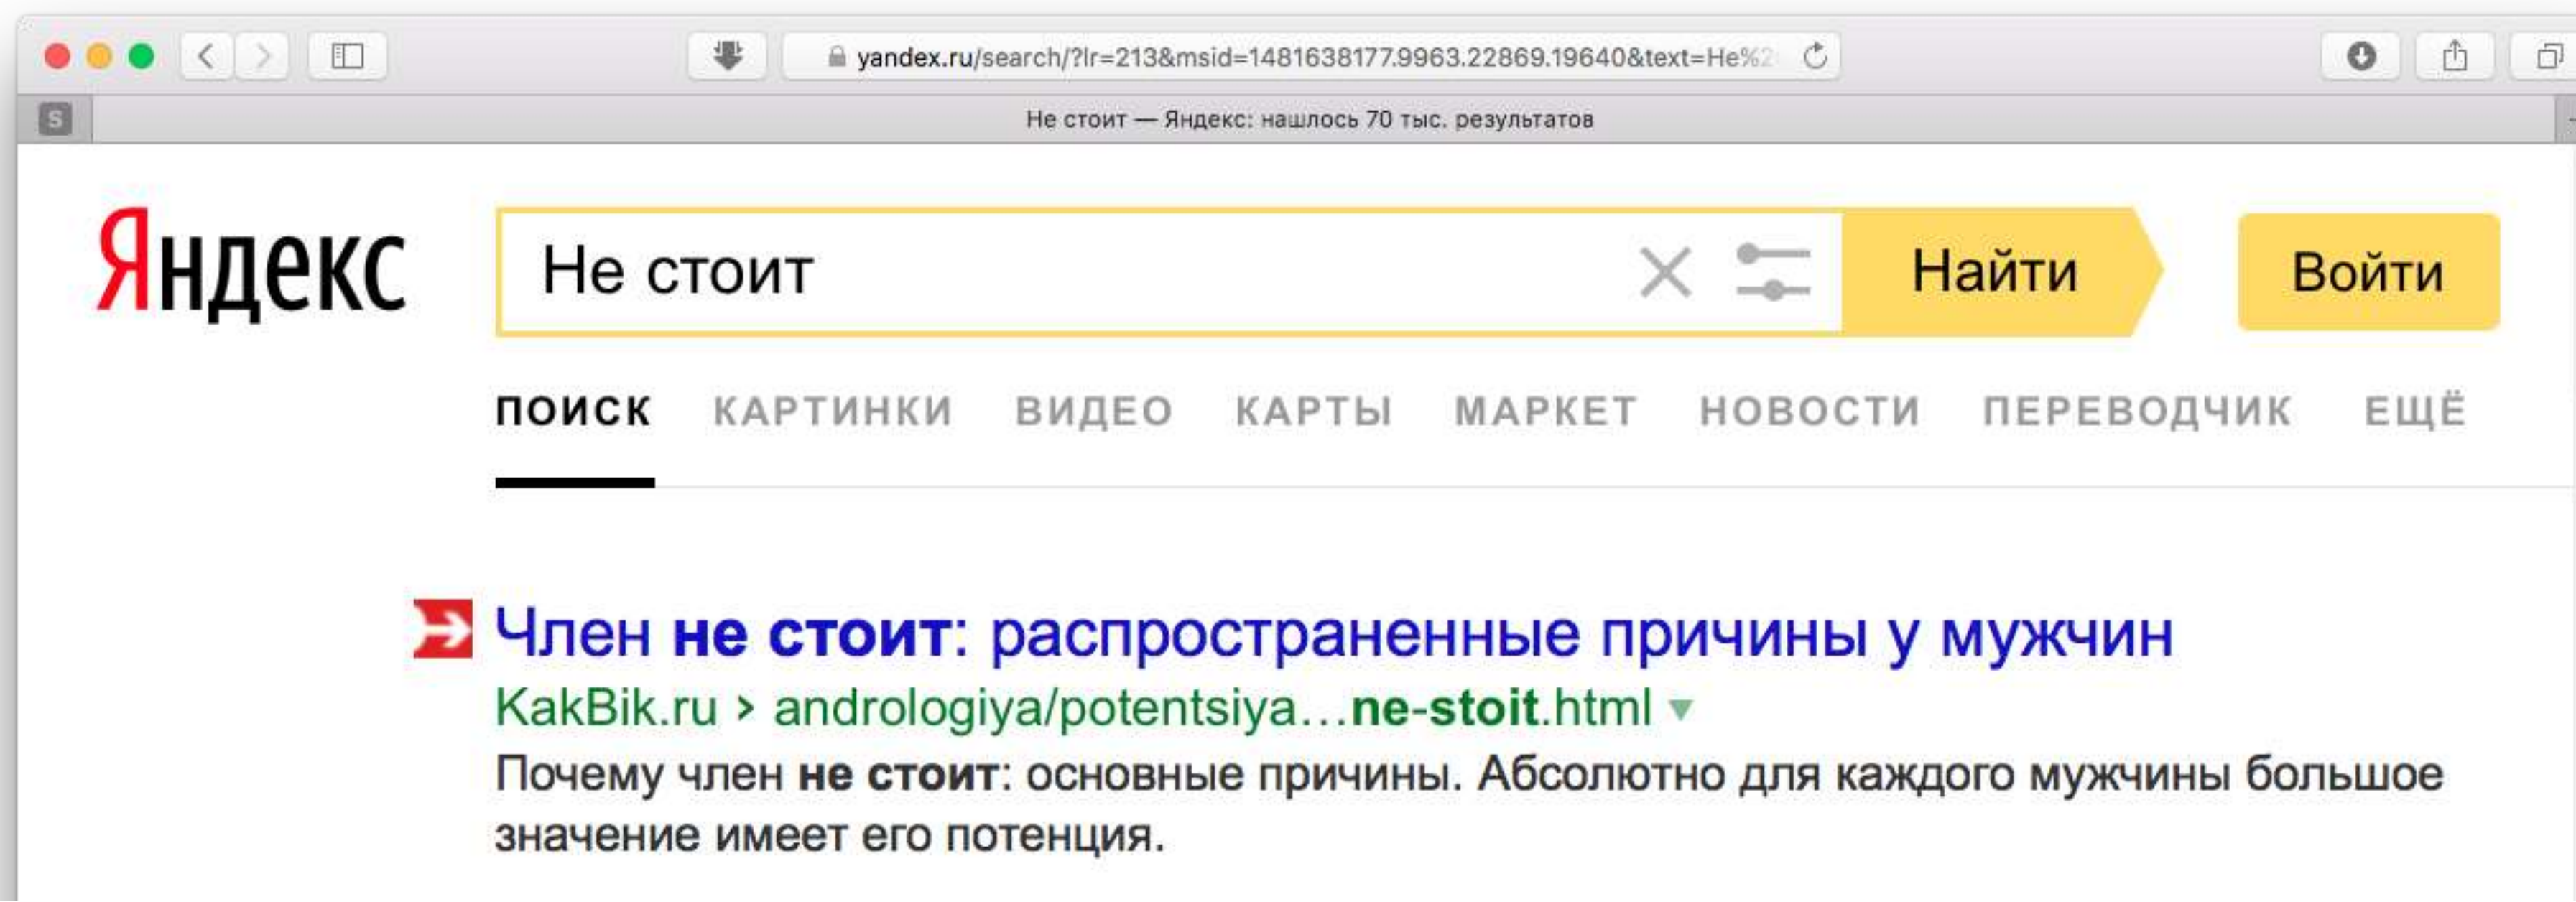 yandex.ru/search/?lr=213&msid=1481638177.9963.22869.19640&text=Не%2
S
Не стоит — Яндекс: нашлось 70 тыс. результатов
Яндекс
Не стоит
Найти
Войти
ПОИСК КАРТИНКИ ВИДЕО КАРТЫ МАРКЕТ НОВОСТИ ПЕРЕВОДЧИК ЕЩЁ
Член не стоит: распространенные причины у мужчин
KakBik.ru › andrologiya/potentsiya…ne-stoit.html
Почему член не стоит: основные причины. Абсолютно для каждого мужчины большое
значение имеет его потенция.